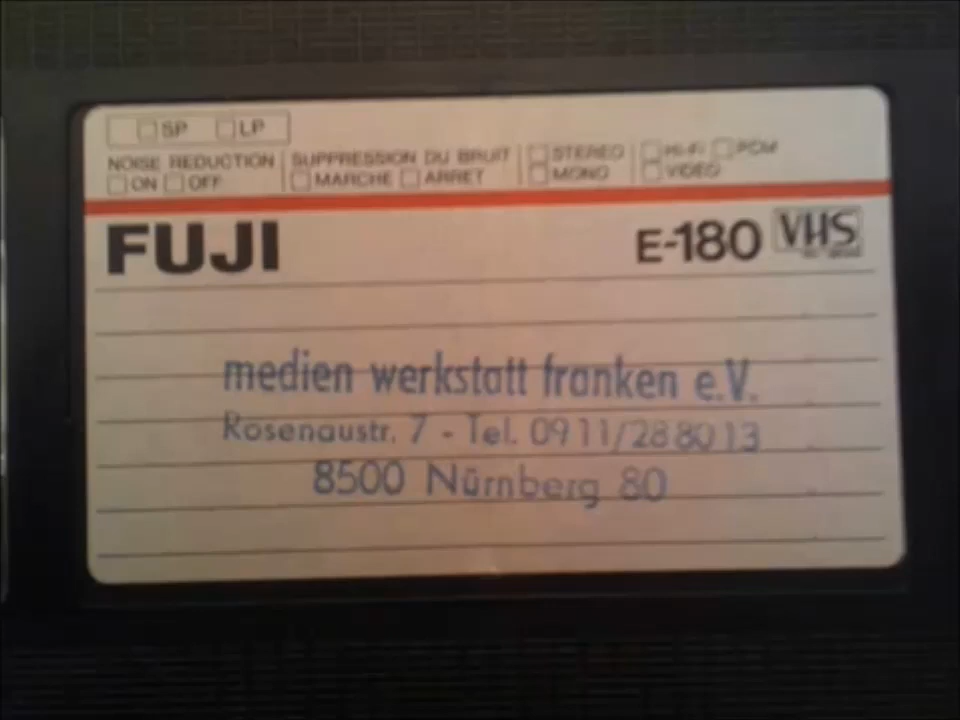 SP LP
NOISE REDUCTION SUPPRESSION DU BRUIT STEREO HI-FI PCM
ON OFF MARCHE ARRET MONO VIDEO
FUJI E-180 VHS
medien werkstatt franken e.V.
Rosenaustr. 7 - Tel. 0911/288013
8500 Nürnberg 80